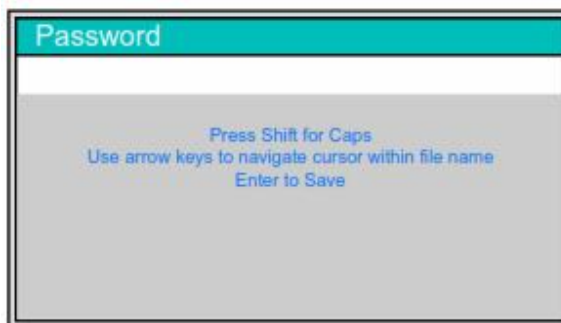 Password
Press Shift for Caps
Use arrow keys to navigate cursor within file name
Enter to Save